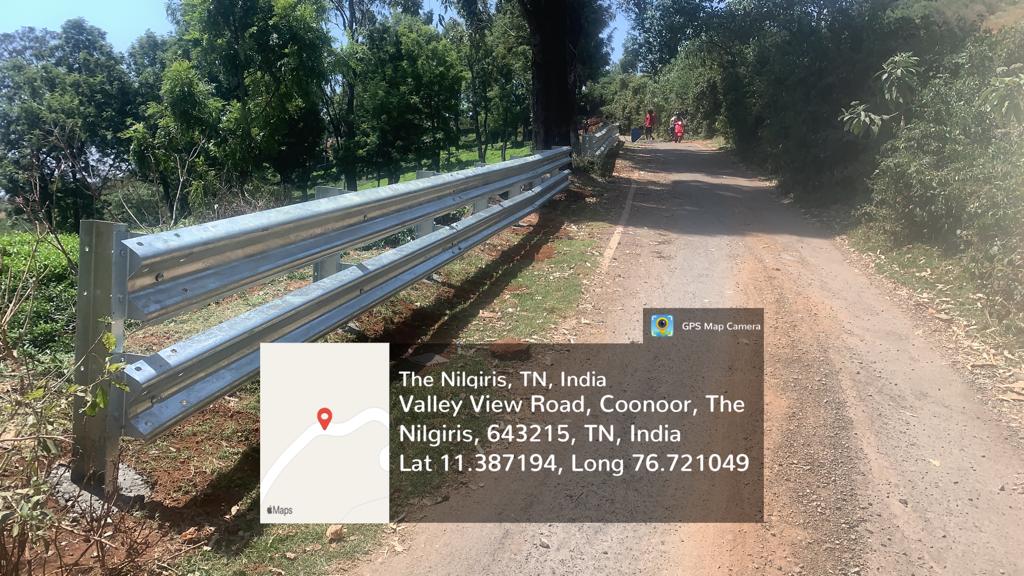 GPS Map Camera
The Nilgiris, TN, India
Valley View Road, Coonoor, The
Nilgiris, 643215, TN, India
Lat 11.387194, Long 76.721049
Maps